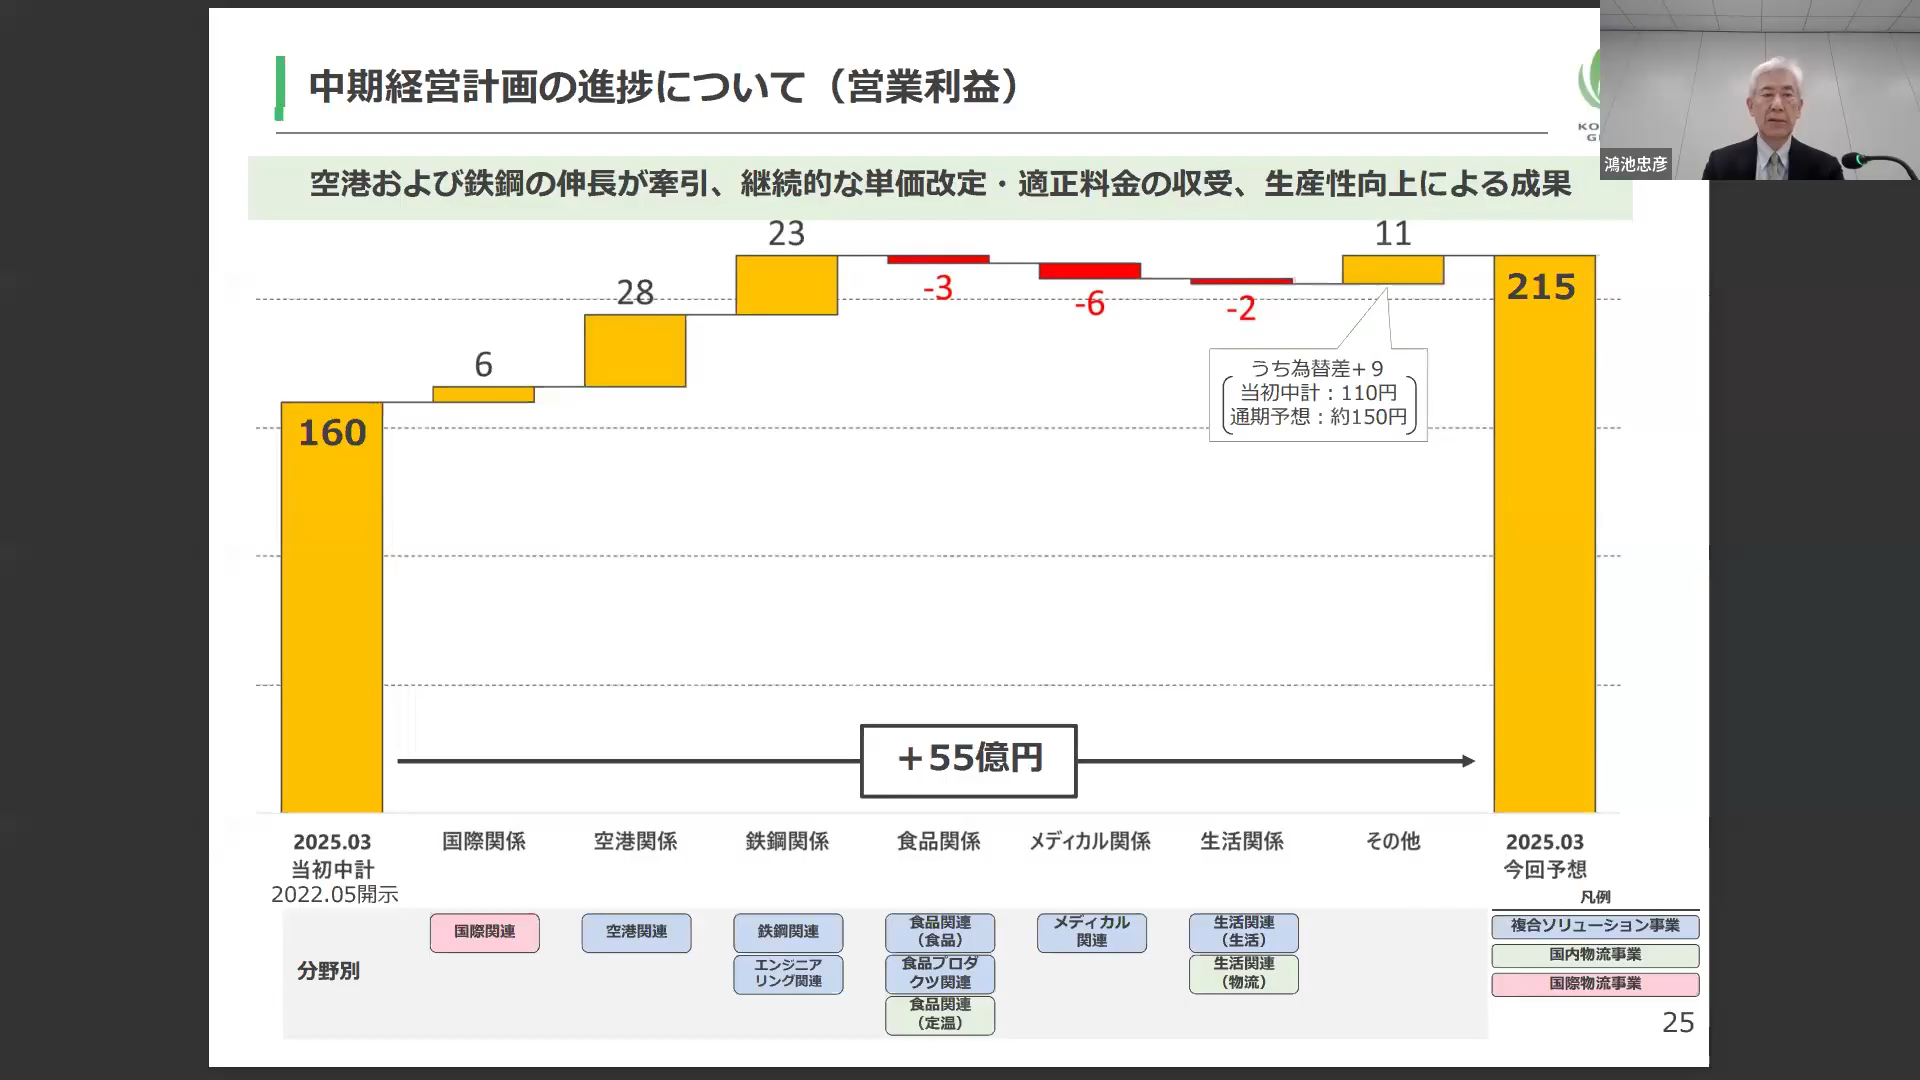 中期経営計画の進捗について（営業利益）
KO
G
鴻池忠彦
空港および鉄鋼の伸長が牽引、継続的な単価改定・適正料金の収受、生産性向上による成果
160
6
28
23
-3
-6
-2
11
215
うち為替差＋９
当初中計：110円
通期予想：約150円
＋55億円
2025.03
当初中計
2022.05開示
国際関係
空港関係
鉄鋼関係
食品関係
メディカル関係
生活関係
その他
2025.03
今回予想
分野別
国際関連
空港関連
鉄鋼関連
エンジニア
リング関連
食品関連
（食品）
食品プロダ
クツ関連
食品関連
（定温）
メディカル
関連
生活関連
（生活）
生活関連
（物流）
凡例
複合ソリューション事業
国内物流事業
国際物流事業
25